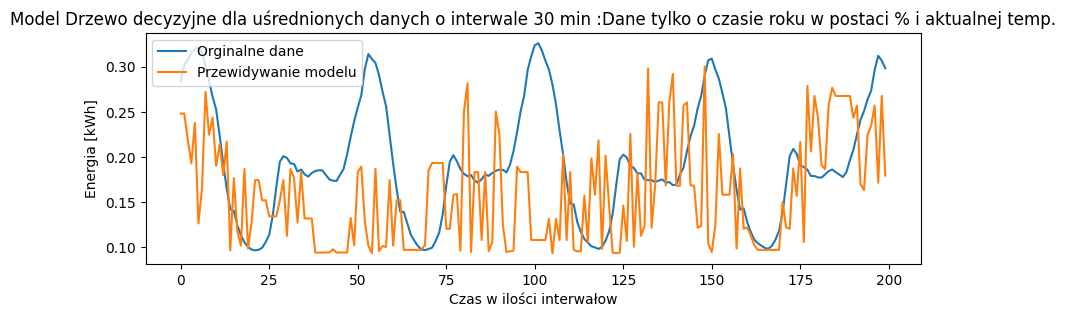 Model Drzewo decyzyjne dla uśrednionych danych o interwale 30 min :Dane tylko o czasie roku w postaci % i aktualnej temp.
Orginalne dane
Przewidywanie modelu
Energia [kWh]
0.30
0.25
0.20
0.15
0.10
0 25 50 75 100 125 150 175 200
Czas w ilości interwałow